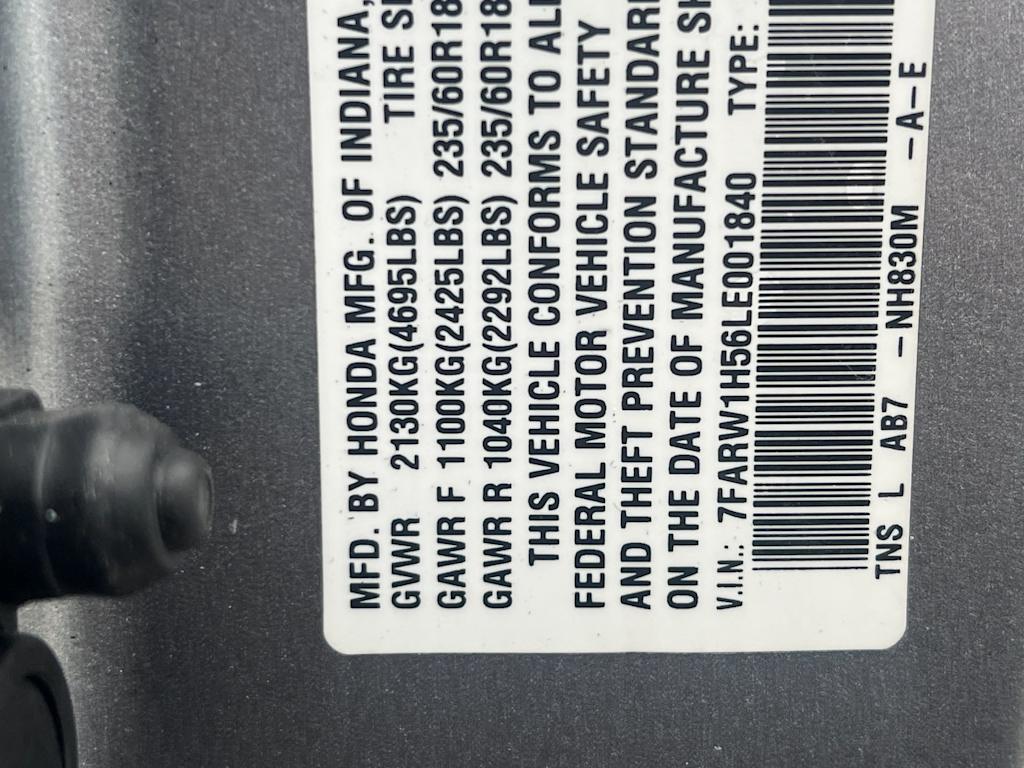 MFD. BY HONDA MFG. OF INDIANA,
GVWR 2130KG(4695LBS) TIRE
GAWR F 1100KG(2425LBS) 235/60R18
GAWR R 1040KG(2292LBS) 235/60R18
THIS VEHICLE CONFORMS TO
FEDERAL MOTOR VEHICLE SAFETY
AND THEFT PREVENTION STANDAR
ON THE DATE OF MANUFACTURE
V.I.N.: 7FARW1H56LE001840 TYPE:
TNS L AB7 -NH830M -A-E